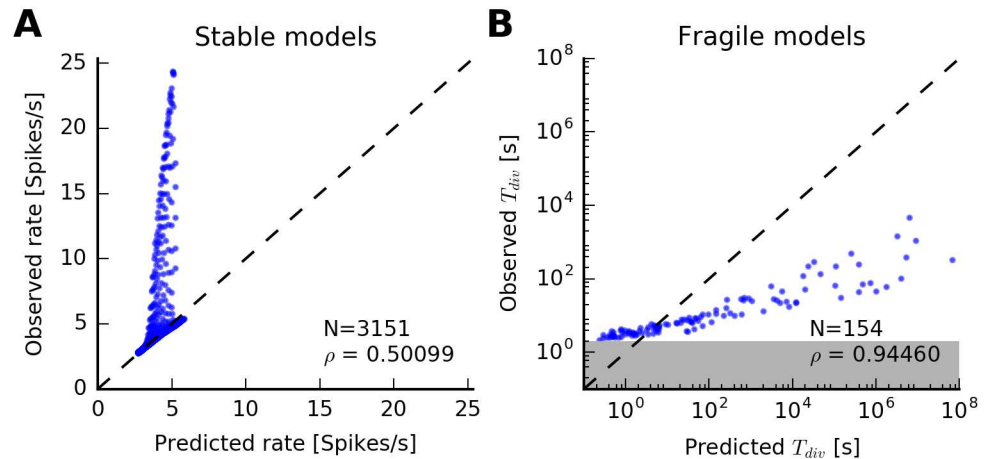 A
Stable models
25
20
15
10
5
0
Observed rate [Spikes/s]
N=3151
ρ = 0.50099
0 5 10 15 20 25
Predicted rate [Spikes/s]
B
Fragile models
10^8
10^6
10^4
10^2
10^0
Observed T_div [s]
N=154
ρ = 0.94460
10^0 10^2 10^4 10^6 10^8
Predicted T_div [s]